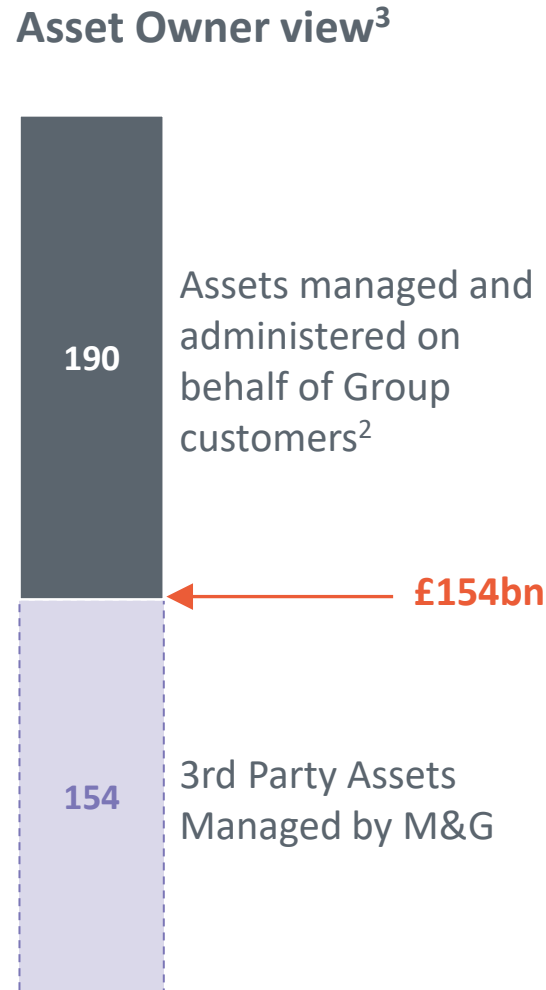 Asset Owner view³
Assets managed and
administered on
behalf of Group
customers²
190
£154bn
3rd Party Assets
Managed by M&G
154